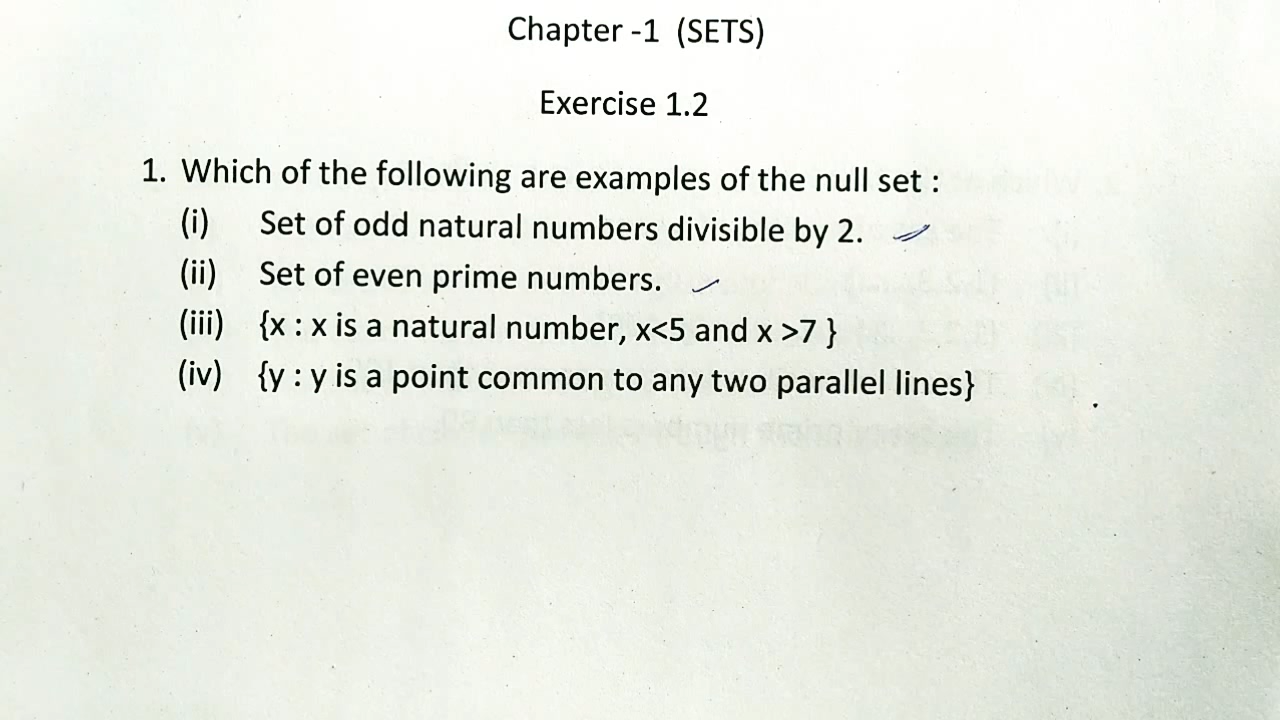 Chapter -1 (SETS)
Exercise 1.2
1. Which of the following are examples of the null set :
(i) Set of odd natural numbers divisible by 2.
(ii) Set of even prime numbers.
(iii) {x : x is a natural number, x<5 and x >7 }
(iv) {y : y is a point common to any two parallel lines}